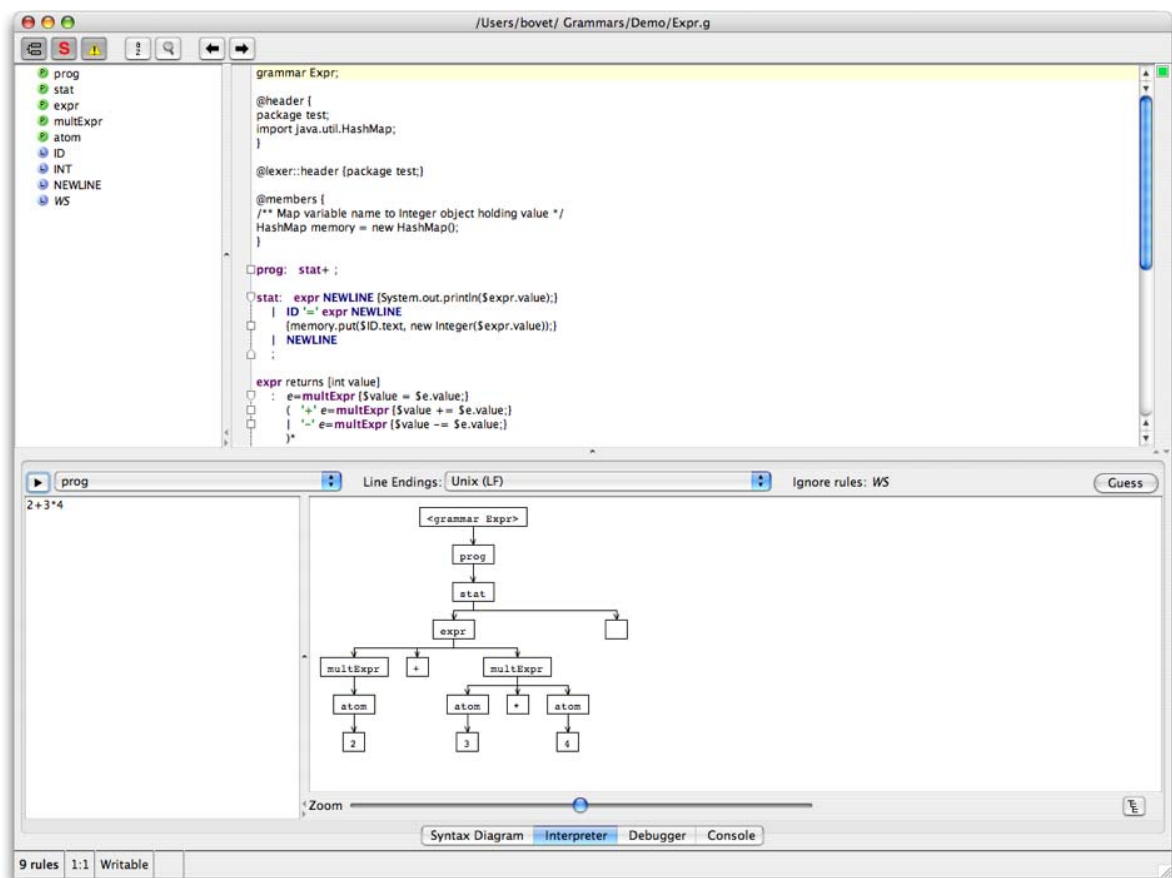 /Users/bovet/ Grammars/Demo/Expr.g
S
prog
stat
expr
multExpr
atom
ID
INT
NEWLINE
WS
grammar Expr;
@header {
package test;
import java.util.HashMap;
}
@lexer::header {package test;}
@members {
/** Map variable name to Integer object holding value */
HashMap memory = new HashMap();
}
prog:   stat+ ;
stat:   expr NEWLINE {System.out.println($expr.value);}
|   ID '=' expr NEWLINE
{memory.put($ID.text, new Integer($expr.value));}
|   NEWLINE
;
expr returns [int value]
:   e=multExpr {$value = $e.value;}
(   '+' e=multExpr {$value += $e.value;}
|   '-' e=multExpr {$value -= $e.value;}
)*
prog
Line Endings: Unix (LF)
Ignore rules: WS
Guess
2+3*4
<grammar Expr>
prog
stat
expr
multExpr + multExpr
atom atom * atom
2 3 4
Zoom
Syntax Diagram Interpreter Debugger Console
9 rules 1:1 Writable